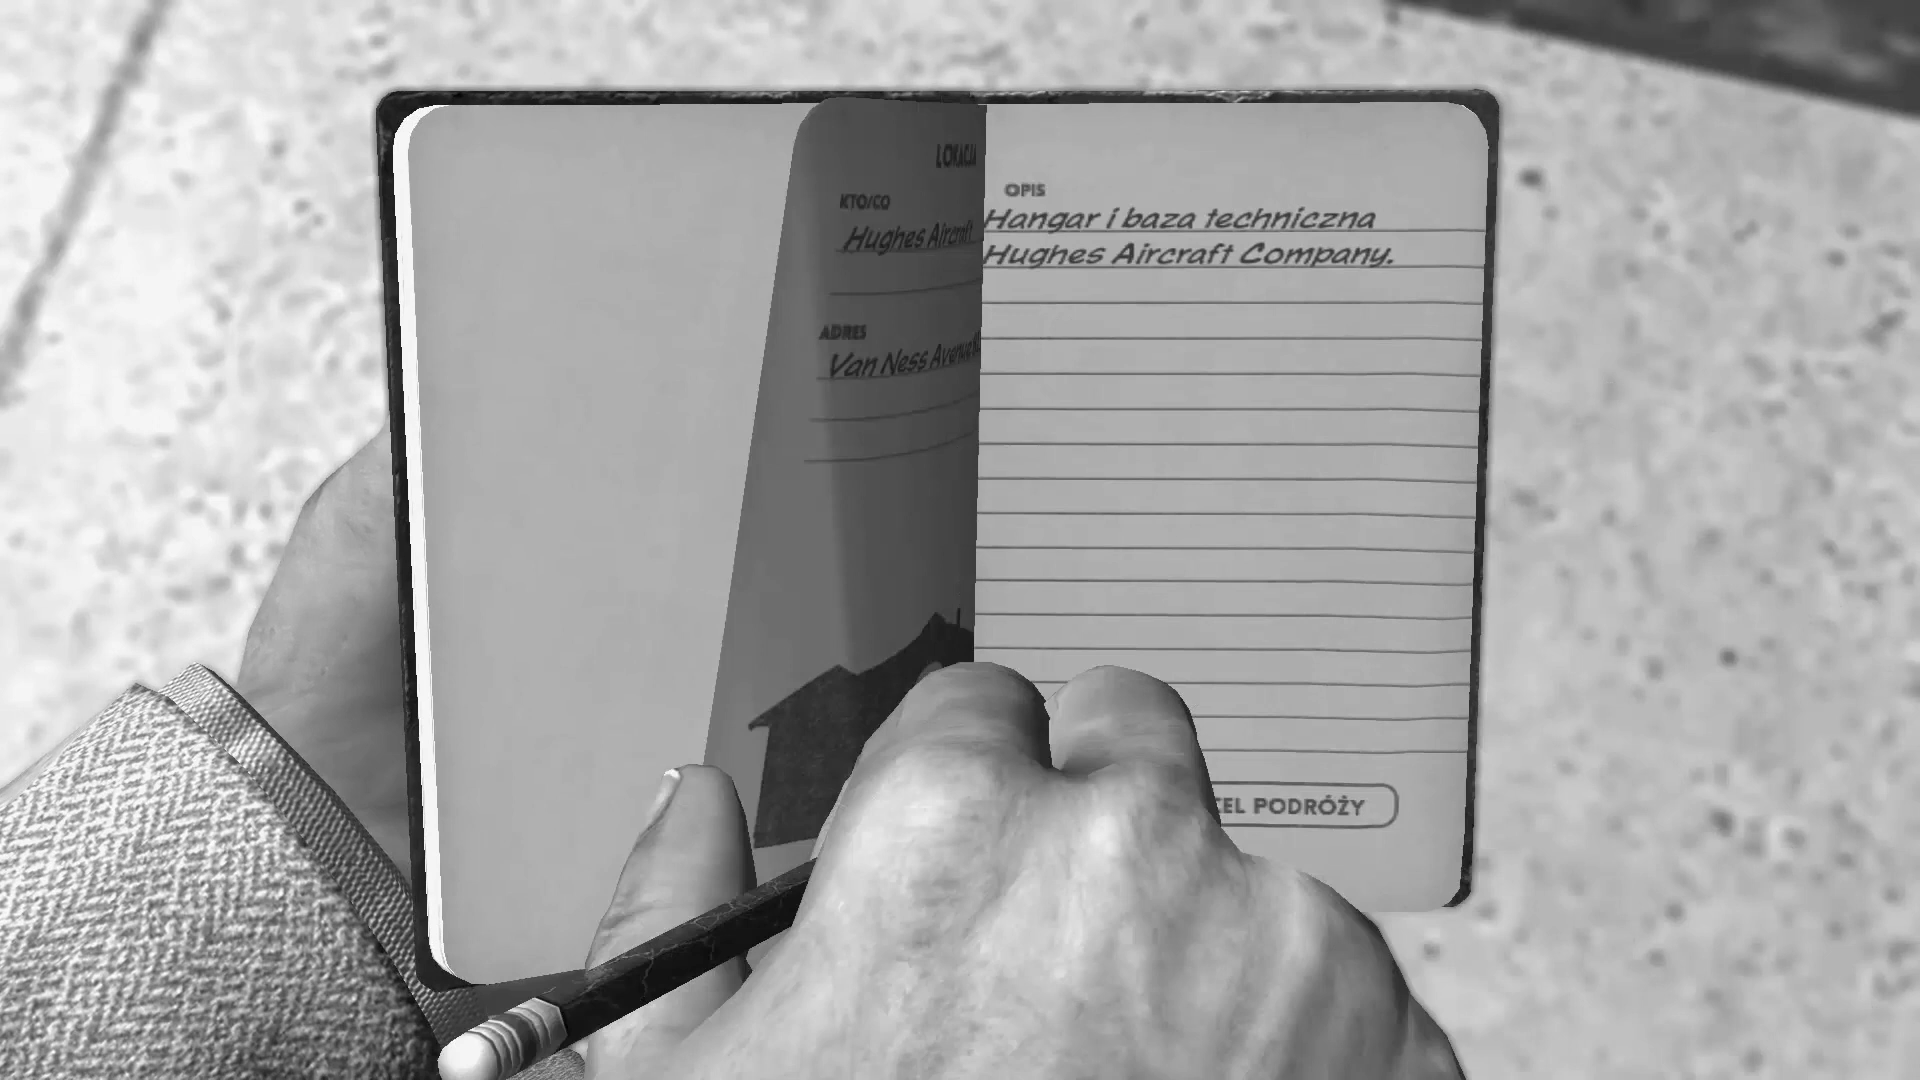 LOKACJA
KTO/CO
Hughes Aircraft
ADRES
Van Ness Avenue
OPIS
Hangar i baza techniczna
Hughes Aircraft Company.
CEL PODRÓŻY